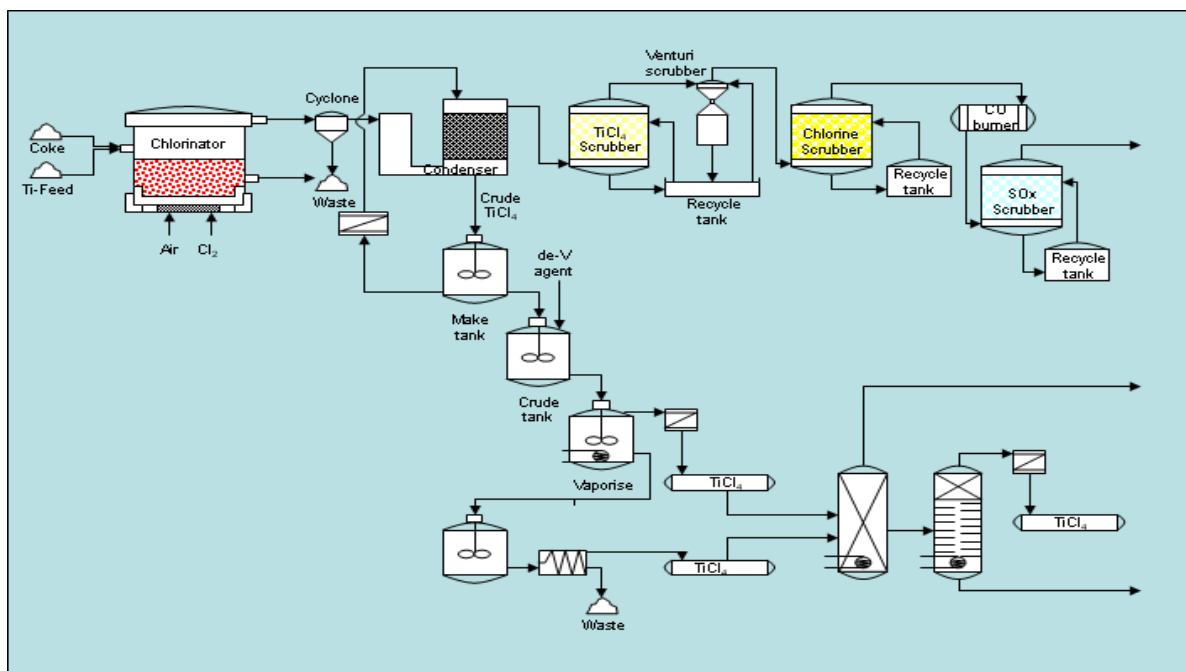 Venturi
scrubber
Cyclone
CO
burner
Coke
Chlorinator
TiCl₄
Scrubber
Chlorine
Scrubber
Ti-Feed
Condenser
Waste
Recycle
tank
Recycle
tank
SOx
Scrubber
Crude
TiCl₄
Air
Cl₂
de-V
agent
Recycle
tank
Make
tank
Crude
tank
Vaporise
TiCl₄
TiCl₄
TiCl₄
Waste